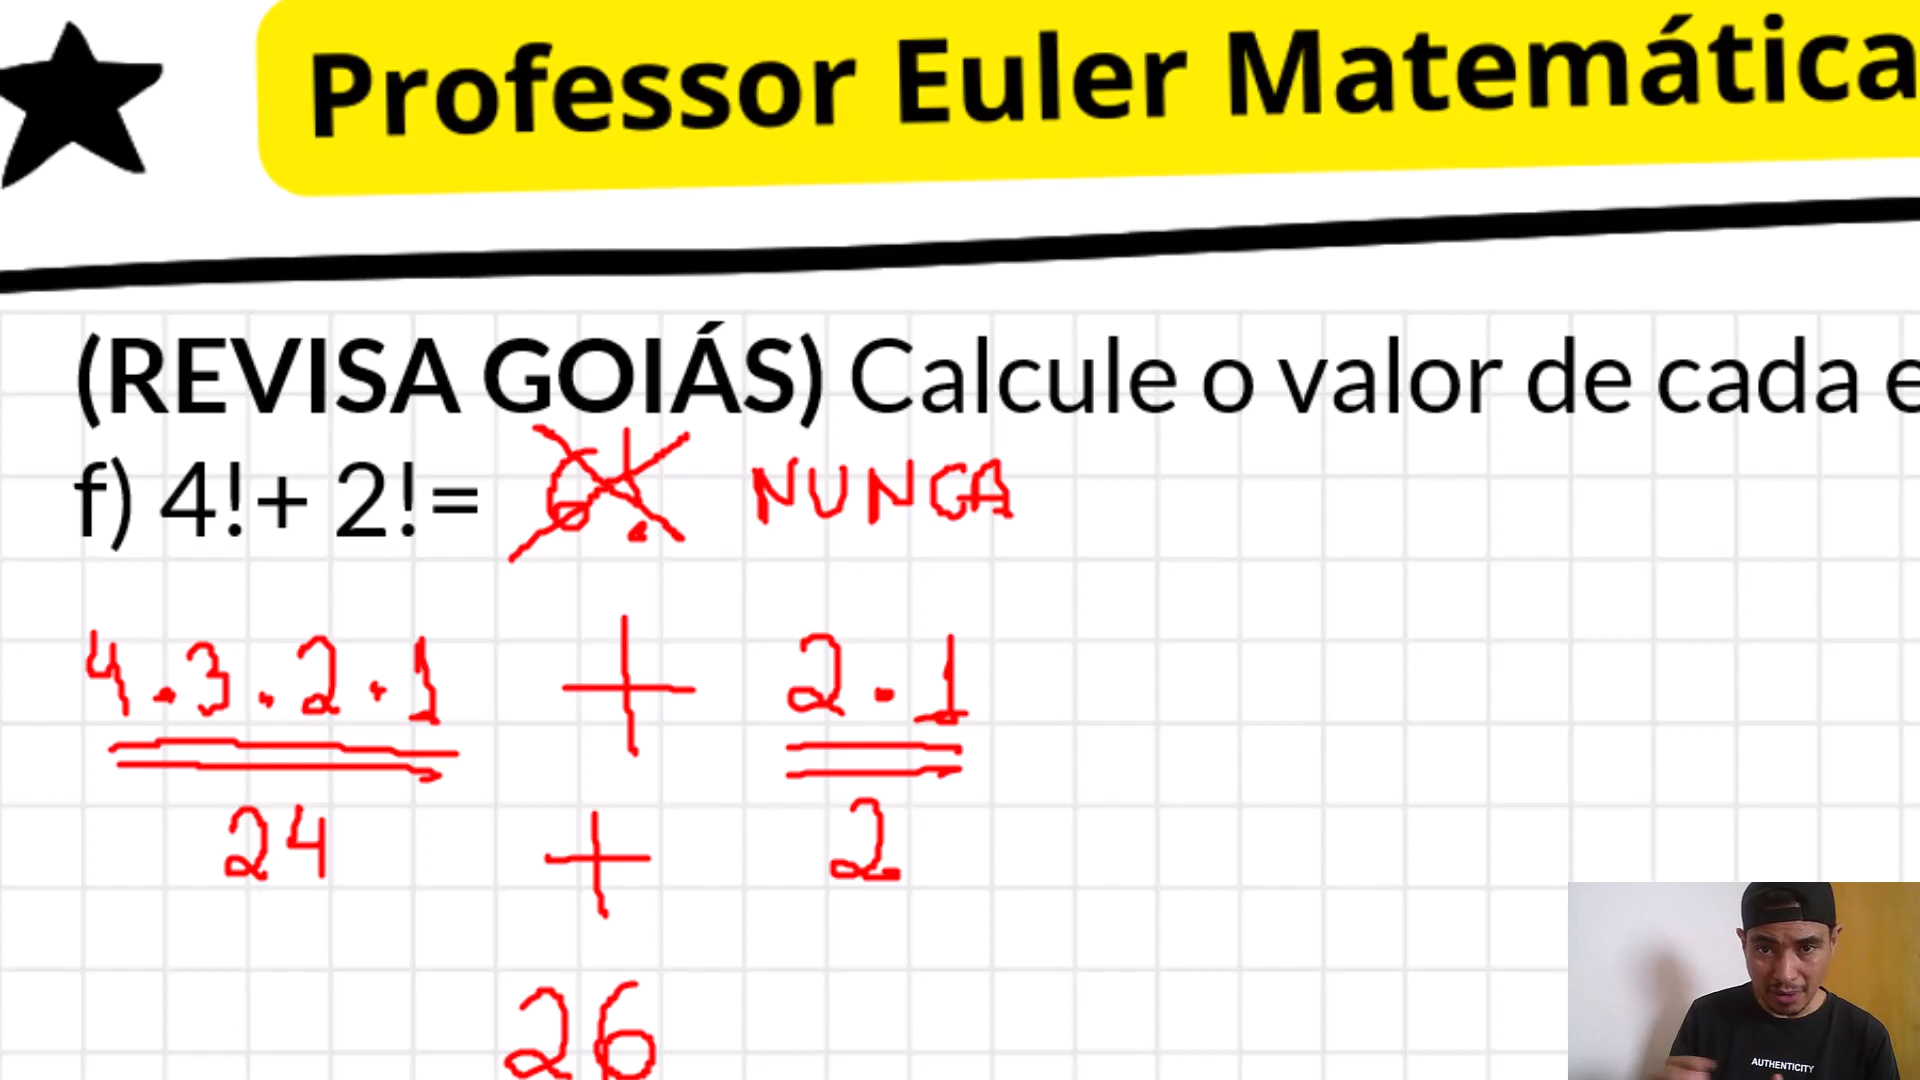 Professor Euler Matemática
(REVISA GOIÁS) Calcule o valor de cada e
f) 4!+ 2!= 6! NUNCA
4.3.2.1 + 2.1
24 + 2
26
AUTHENTICITY